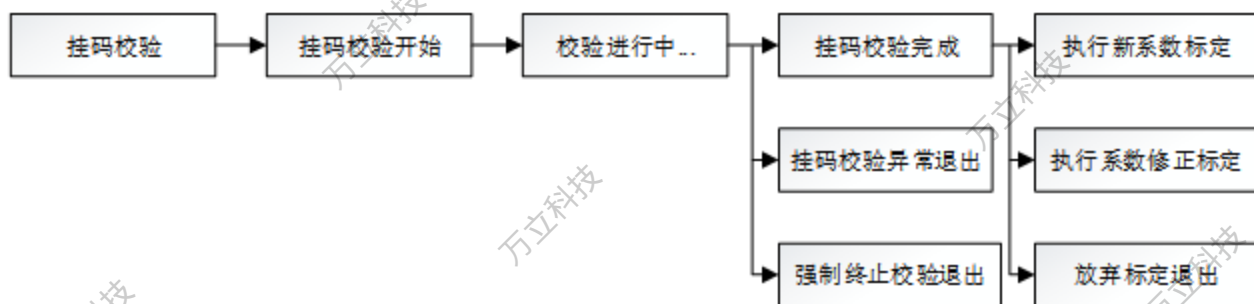 挂码校验
挂码校验开始
校验进行中...
挂码校验完成
执行新系数标定
挂码校验异常退出
执行系数修正标定
强制终止校验退出
放弃标定退出
万立科技
万立科技
万立科技
万立科技
科技